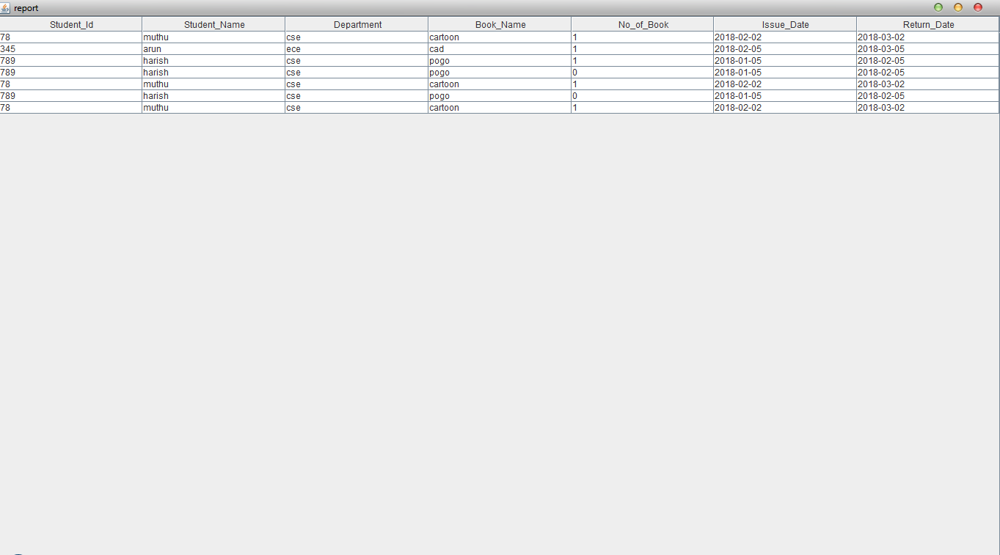 report
Student_Id Student_Name Department Book_Name No_of_Book Issue_Date Return_Date
78 muthu cse cartoon 1 2018-02-02 2018-03-02
345 arun ece cad 1 2018-02-05 2018-03-05
789 harish cse pogo 1 2018-01-05 2018-02-05
789 harish cse pogo 0 2018-01-05 2018-02-05
78 muthu cse cartoon 1 2018-02-02 2018-03-02
789 harish cse pogo 0 2018-01-05 2018-02-05
78 muthu cse cartoon 1 2018-02-02 2018-03-02